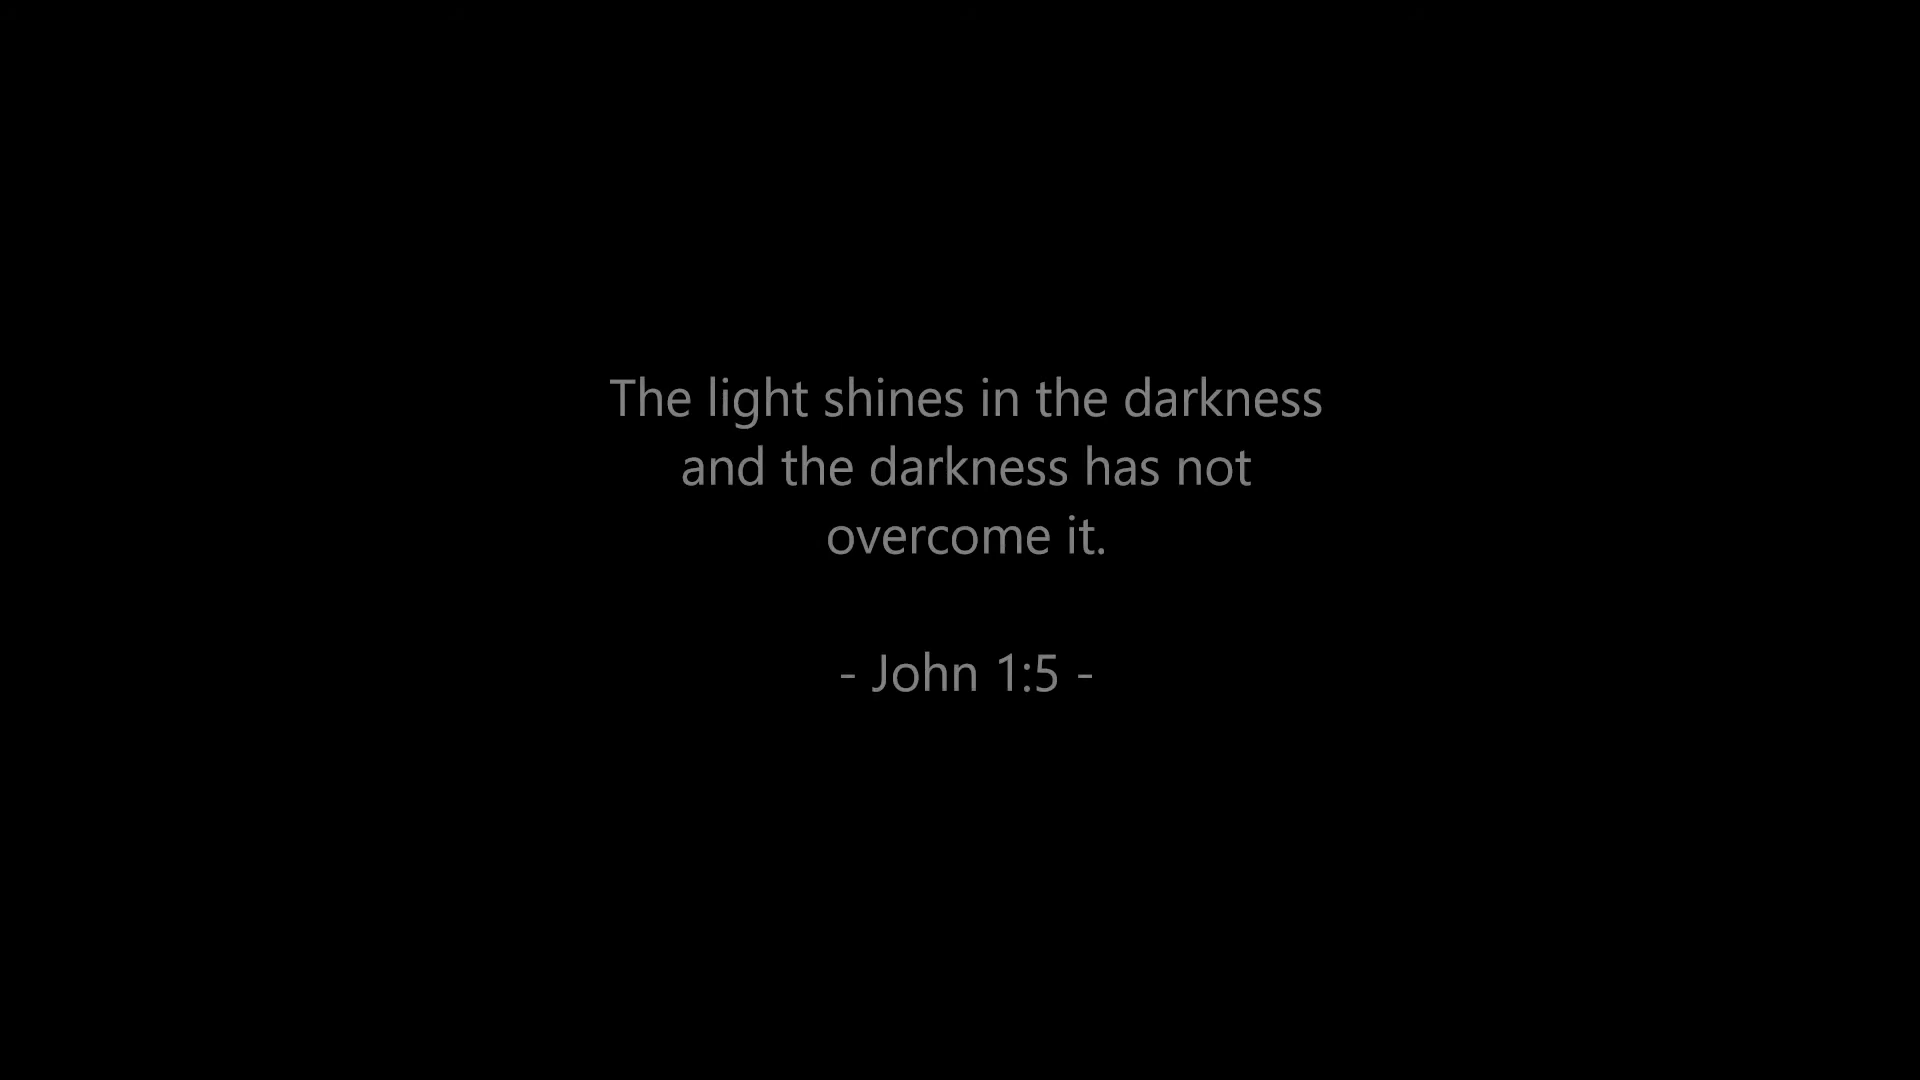 The light shines in the darkness
and the darkness has not
overcome it.
- John 1:5 -